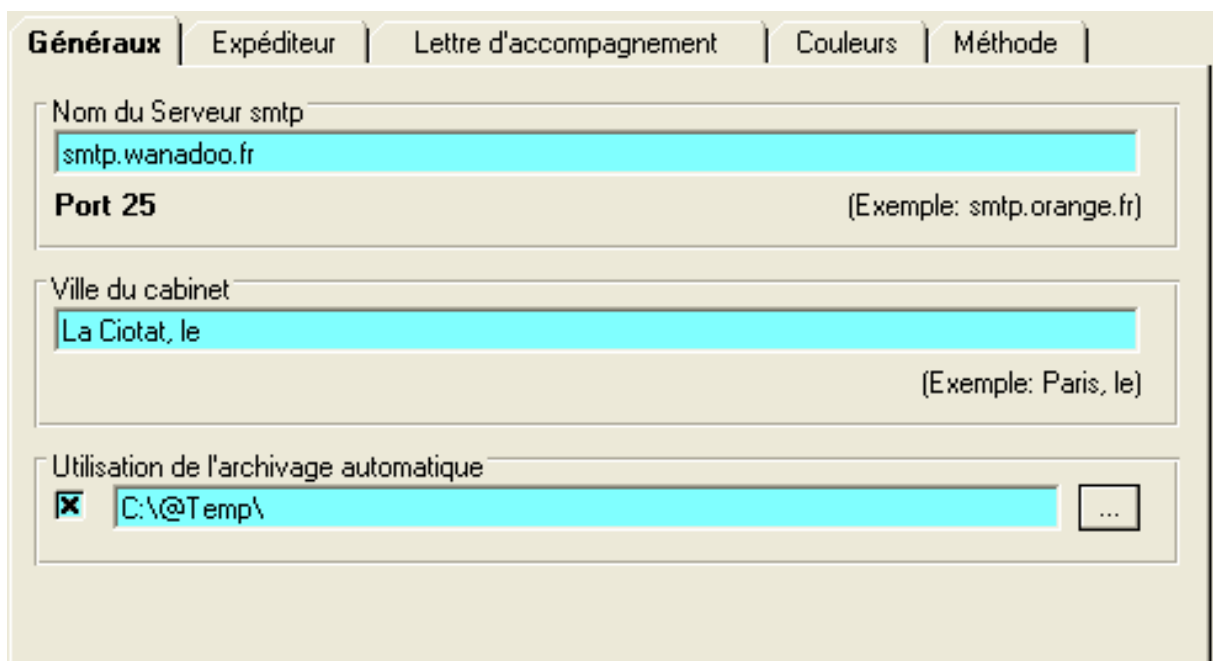 Généraux Expéditeur Lettre d'accompagnement Couleurs Méthode
Nom du Serveur smtp
smtp.wanadoo.fr
Port 25 (Exemple: smtp.orange.fr)
Ville du cabinet
La Ciotat, le
(Exemple: Paris, le)
Utilisation de l'archivage automatique
C:\@Temp\ ...